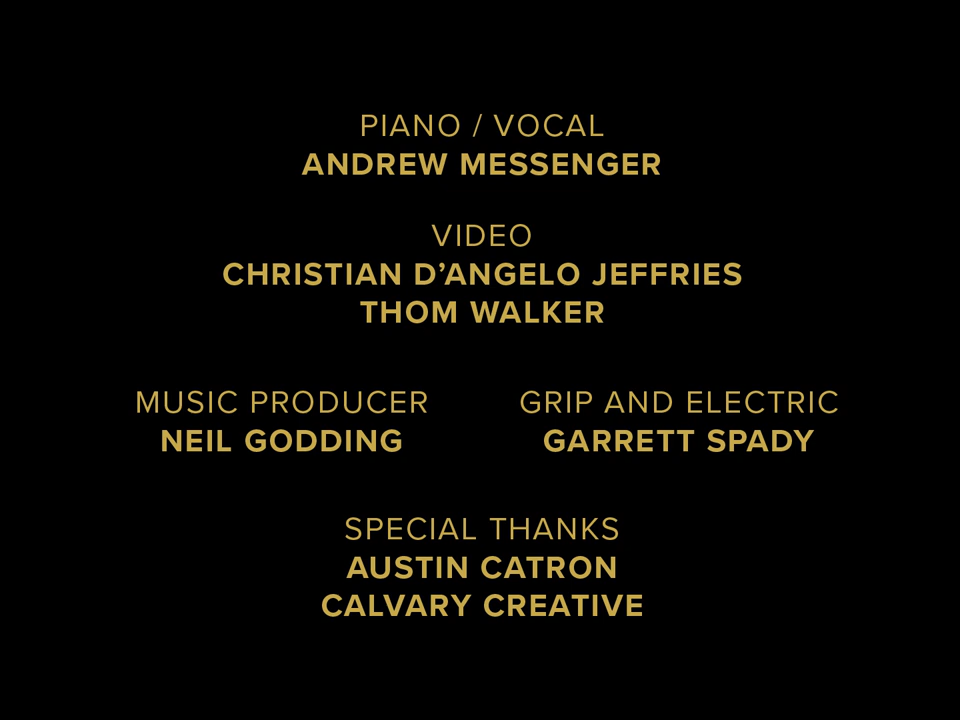 PIANO / VOCAL
ANDREW MESSENGER
VIDEO
CHRISTIAN D’ANGELO JEFFRIES
THOM WALKER
MUSIC PRODUCER
NEIL GODDING
GRIP AND ELECTRIC
GARRETT SPADY
SPECIAL THANKS
AUSTIN CATRON
CALVARY CREATIVE